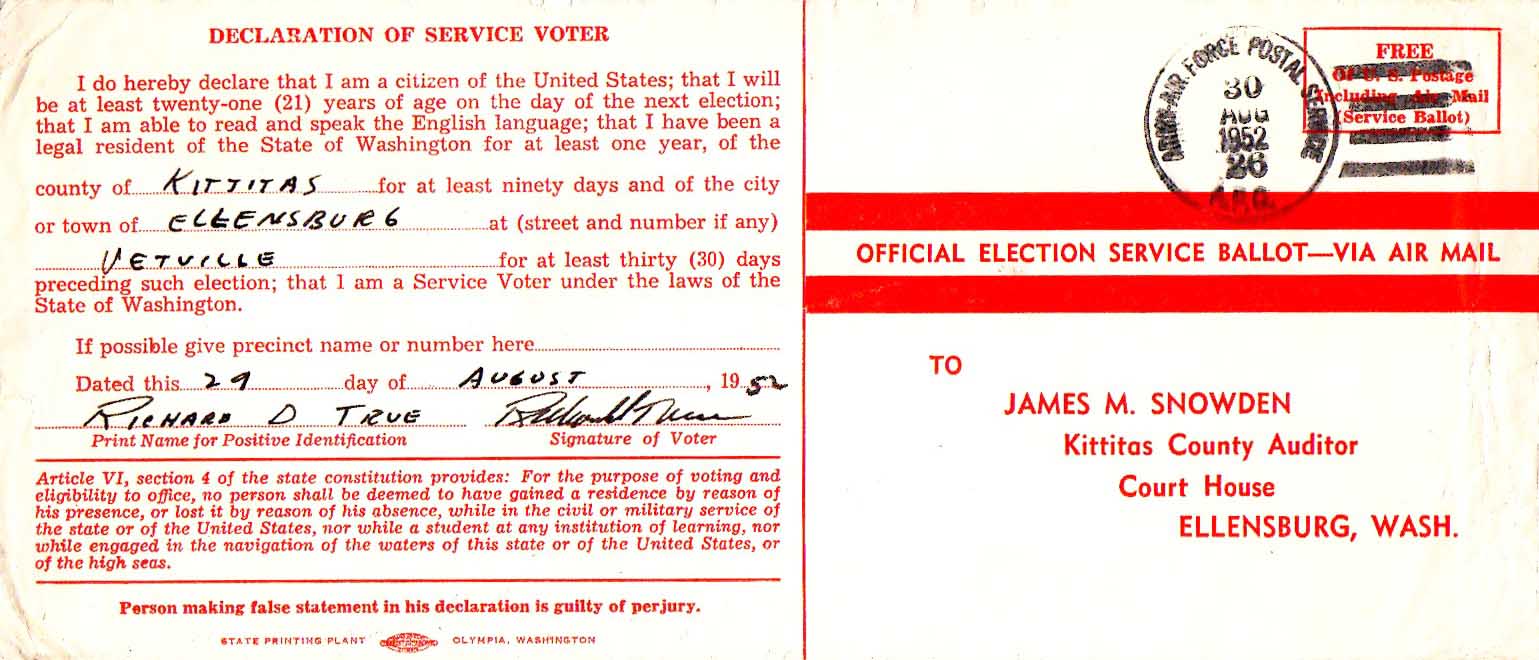 DECLARATION OF SERVICE VOTER
I do hereby declare that I am a citizen of the United States; that I will
be at least twenty-one (21) years of age on the day of the next election;
that I am able to read and speak the English language; that I have been a
legal resident of the State of Washington for at least one year, of the
county of KITTITAS for at least ninety days and of the city
or town of ELLENSBURG at (street and number if any)
VETVILLE for at least thirty (30) days
preceding such election; that I am a Service Voter under the laws of the
State of Washington.
If possible give precinct name or number here
Dated this 29 day of AUGUST, 1952
RICHARD D TRUE Richard D True
Print Name for Positive Identification Signature of Voter
Article VI, section 4 of the state constitution provides: For the purpose of voting and
eligibility to office, no person shall be deemed to have gained a residence by reason of
his presence, or lost it by reason of his absence, while in the civil or military service of
the state or of the United States, nor while a student at any institution of learning, nor
while engaged in the navigation of the waters of this state or of the United States, or
of the high seas.
Person making false statement in his declaration is guilty of perjury.
STATE PRINTING PLANT OLYMPIA, WASHINGTON
ARMY-AIR FORCE POSTAL SERVICE
30
AUG
1952
26
A.P.O.
FREE
Of U. S. Postage
Including Air Mail
(Service Ballot)
OFFICIAL ELECTION SERVICE BALLOT—VIA AIR MAIL
TO
JAMES M. SNOWDEN
Kittitas County Auditor
Court House
ELLENSBURG, WASH.